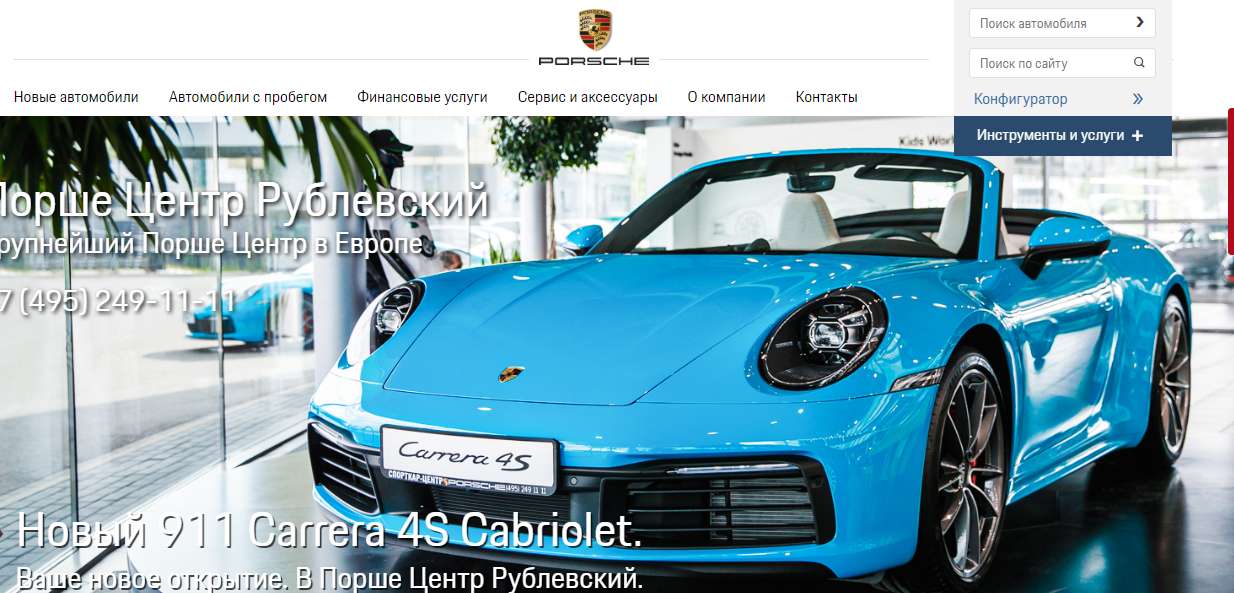 PORSCHE
Поиск автомобиля
Поиск по сайту
Конфигуратор
Инструменты и услуги
Новые автомобили Автомобили с пробегом Финансовые услуги Сервис и аксессуары О компании Контакты
Kids
Порше Центр Рублевский
рупнейший Порше Центр в Европе
7 (495) 249-11-11
Carrera 4S
СПОРТКАР-ЦЕНТР PORSCHE (495) 249 11 11
Новый 911 Carrera 4S Cabriolet.
Ваше новое открытие. В Порше Центр Рублевский.